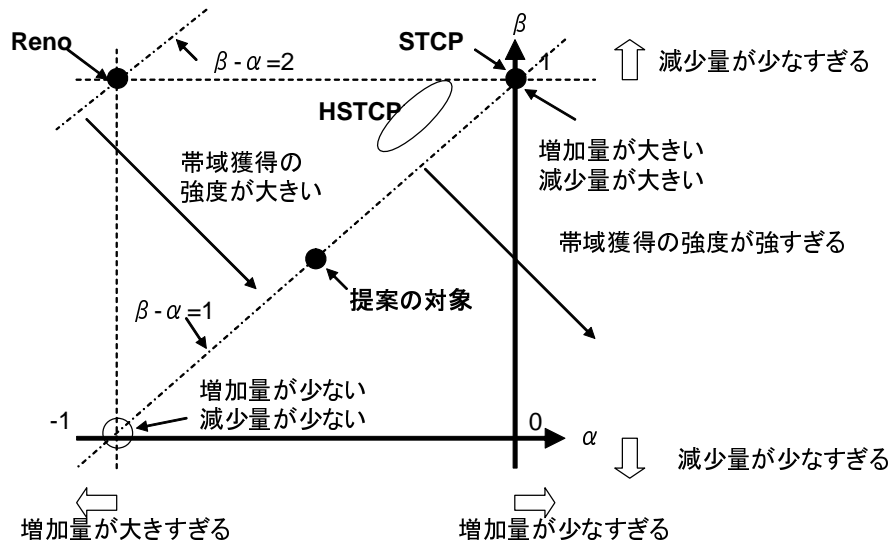 Reno
β-α=2
STCP
β
1
減少量が少なすぎる
HSTCP
増加量が大きい
減少量が大きい
帯域獲得の
強度が大きい
帯域獲得の強度が強すぎる
提案の対象
β-α=1
増加量が少ない
減少量が少ない
-1
0
α
減少量が少なすぎる
増加量が大きすぎる
増加量が少なすぎる